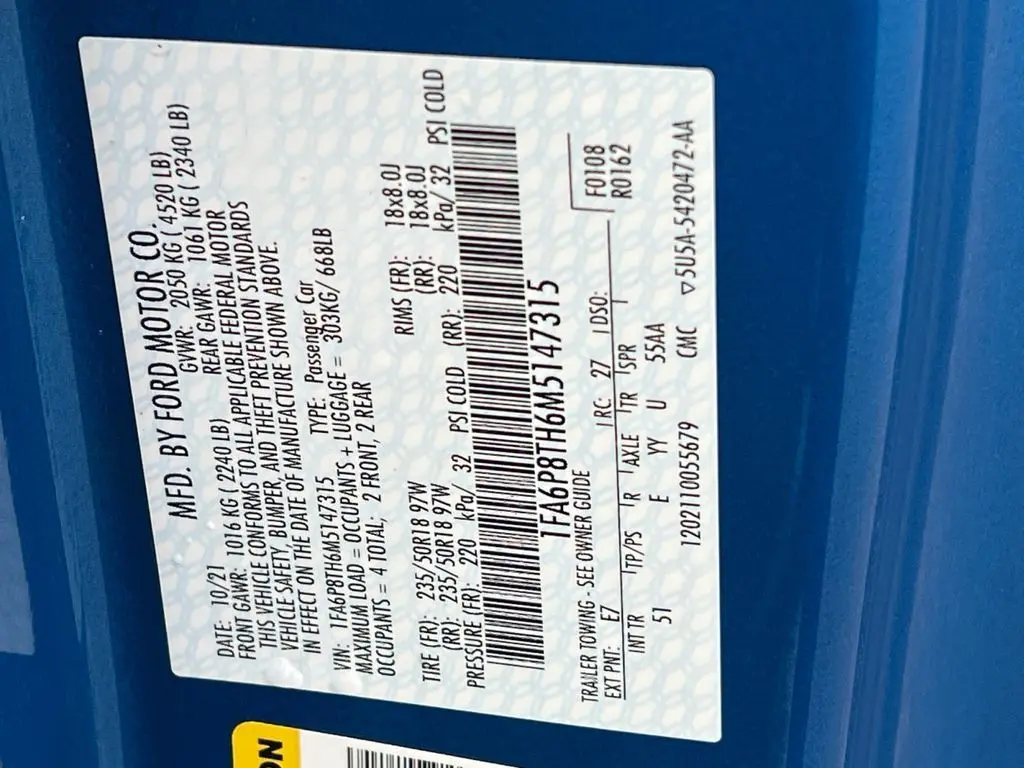 MFD. BY FORD MOTOR CO.
DATE: 10/21 GVWR: 2050 KG ( 4520 LB)
FRONT GAWR: 1016 KG ( 2240 LB) REAR GAWR: 1061 KG ( 2340 LB)
THIS VEHICLE CONFORMS TO ALL APPLICABLE FEDERAL MOTOR
VEHICLE SAFETY, BUMPER, AND THEFT PREVENTION STANDARDS
IN EFFECT ON THE DATE OF MANUFACTURE SHOWN ABOVE.
VIN: 1FA6P8TH6M5147315 TYPE: Passenger Car
MAXIMUM LOAD = OCCUPANTS + LUGGAGE = 303KG/ 668LB
OCCUPANTS = 4 TOTAL, 2 FRONT, 2 REAR
TIRE (FR): 235/50R18 97W RIMS (FR): 18x8.0J
(RR): 235/50R18 97W (RR): 18x8.0J
PRESSURE (FR): 220 kPa/ 32 PSI COLD (RR): 220 kPa/ 32 PSI COLD
1FA6P8TH6M5147315
TRAILER TOWING - SEE OWNER GUIDE
F0108
R0162
EXT PNT: E7 RC: 27 DSO:
INT TR TP/PS R AXLE TR SPR
51 E YY U 55AA
12021110055679 CMC ▽5U5A-5420472-AA
ON